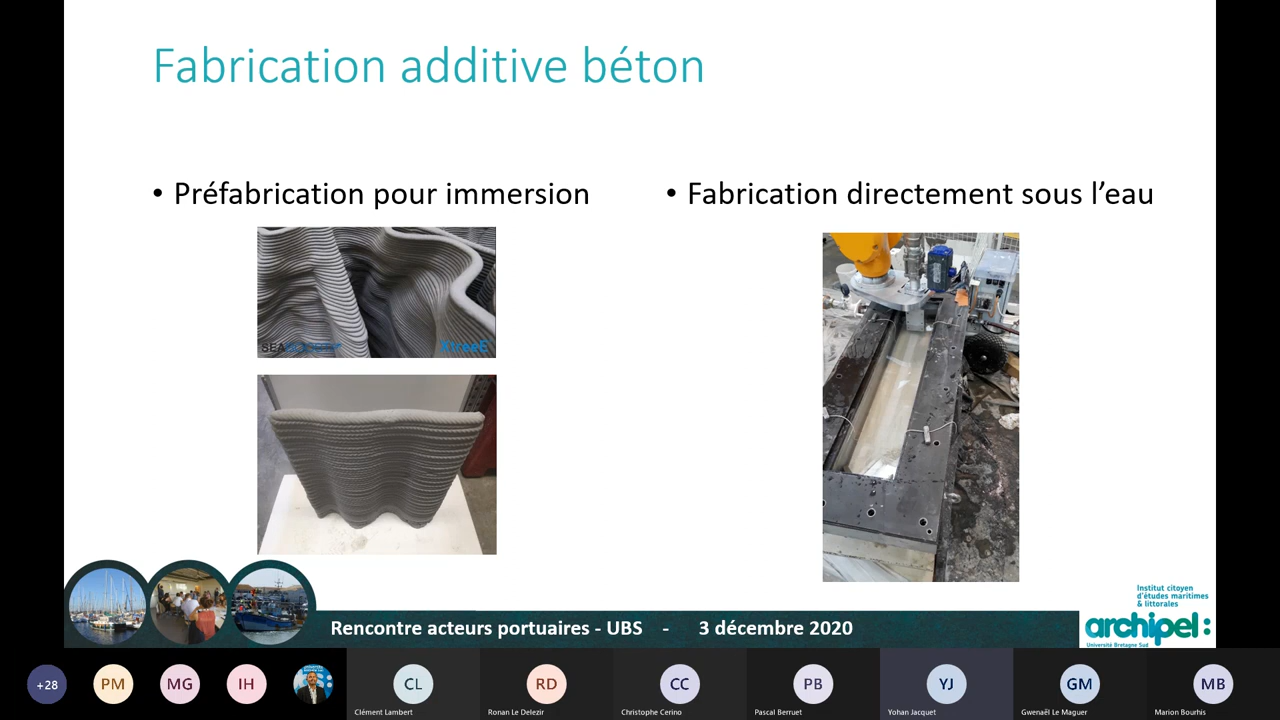 Fabrication additive béton
• Préfabrication pour immersion
• Fabrication directement sous l’eau
XtreeE
Institut citoyen
d'études maritimes
& littorales
archipel:
Université Bretagne Sud
Rencontre acteurs portuaires - UBS - 3 décembre 2020
+28
PM
MG
IH
CL
RD
CC
PB
YJ
GM
MB
Clément Lambert
Ronan Le Delezir
Christophe Cerino
Pascal Berruet
Yohan Jacquet
Gwenaël Le Maguer
Marion Bourhis